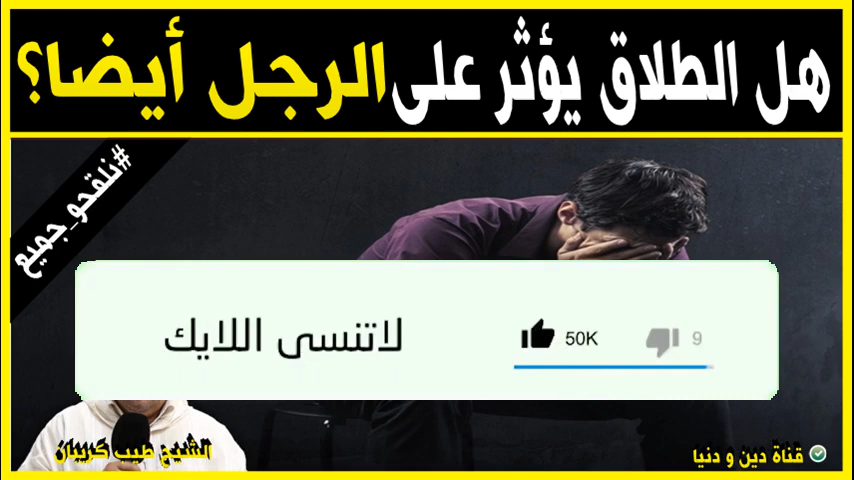 هل الطلاق يؤثر على الرجل أيضا؟
#نلقحو_جميع
لاتنسى اللايك
50K
9
الشيخ طيب كريبان
قناة دين و دنيا